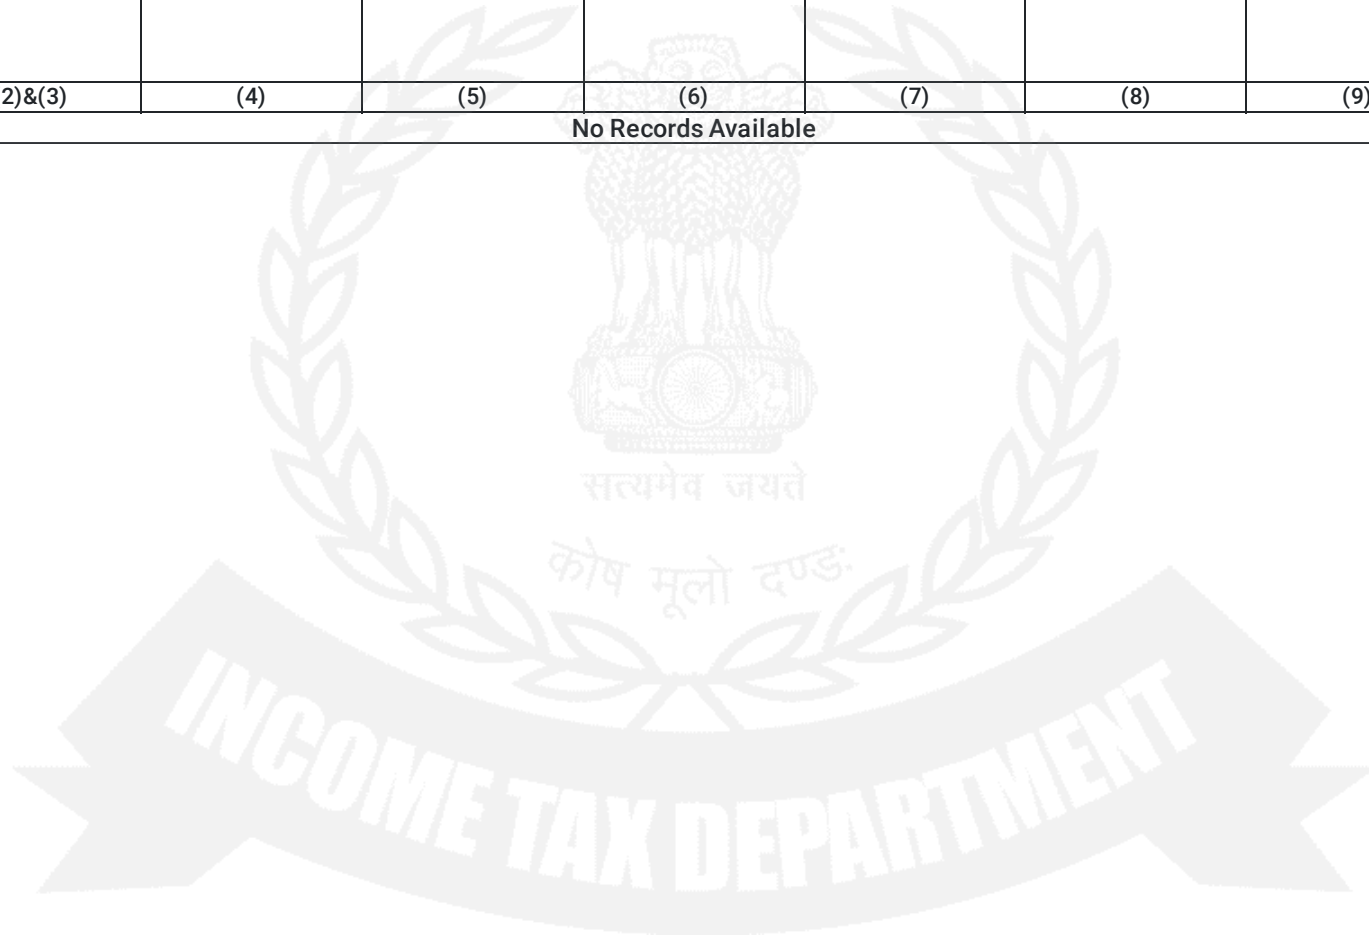 2)&(3) (4) (5) (6) (7) (8) (9)
No Records Available
सत्यमेव जयते
कोष मूलो दण्डः
INCOME TAX DEPARTMENT